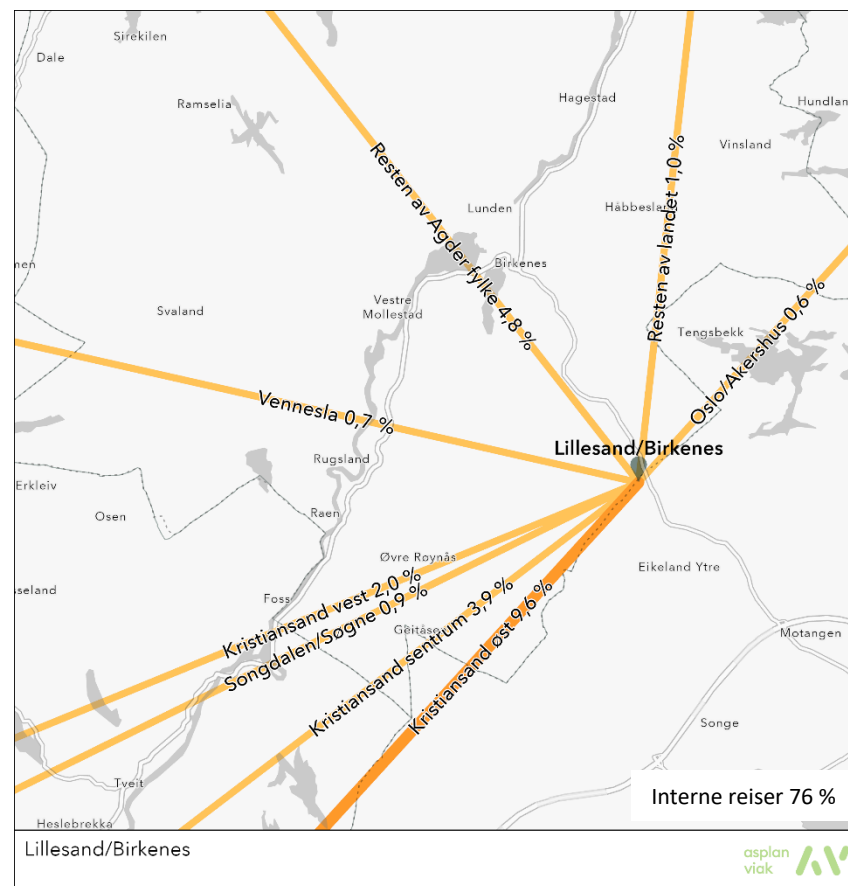 Sirekilen
Dale
Ramselia
Hagestad
Hundlan
Vinsland
Resten av Agder fylke 4,8 %
Resten av landet 1,0 %
Lunden
Håbbesland
Birkenes
men
Svaland
Vestre
Mollestad
Tengsbekk
Oslo/Akershus 0,6 %
Vennesla 0,7 %
Lillesand/Birkenes
Rugsland
Erkleiv
Osen
Raen
Øvre Røynås
Eikeland Ytre
sseland
Foss
Kristiansand vest 2,0 %
Songdalen/Søgne 0,9 %
Kristiansand sentrum 3,9 %
Kristiansand øst 9,6 %
Motangen
Songe
Tveit
Interne reiser 76 %
Heslebrekka
Lillesand/Birkenes
asplan
viak